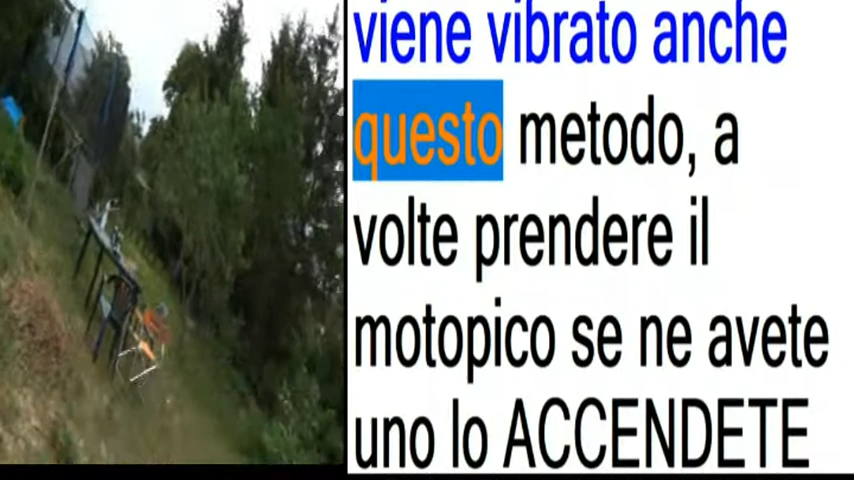 viene vibrato anche
questo metodo, a
volte prendere il
motopico se ne avete
uno lo ACCENDETE